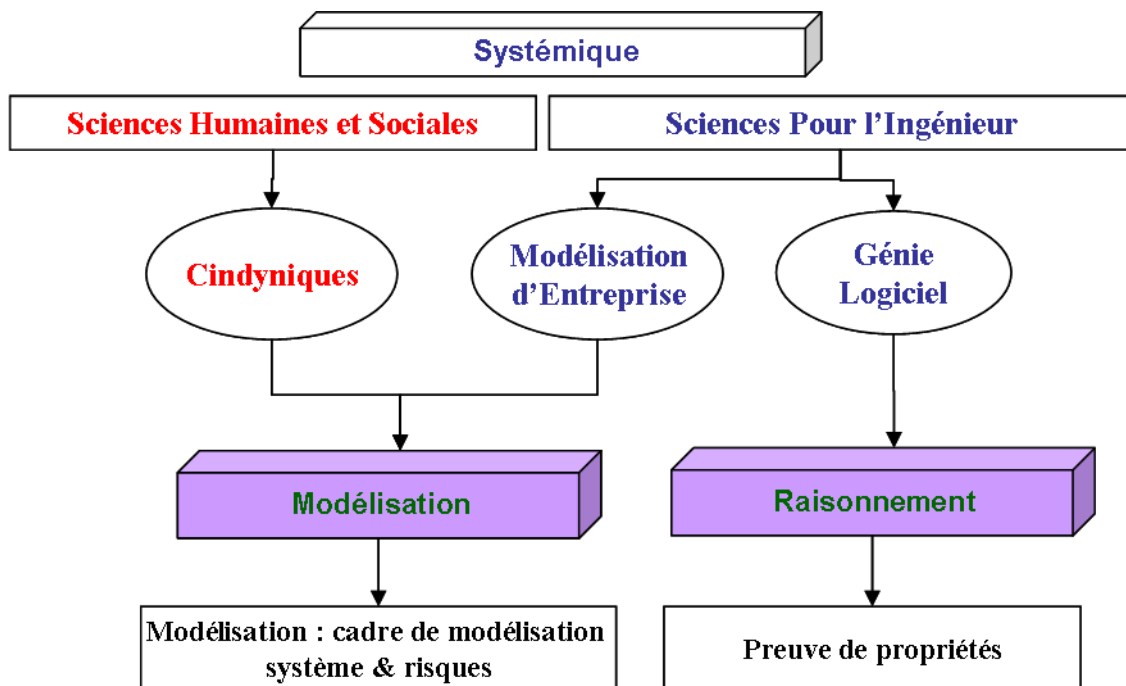 Systémique
Sciences Humaines et Sociales
Sciences Pour l'Ingénieur
Cindyniques
Modélisation
d'Entreprise
Génie
Logiciel
Modélisation
Raisonnement
Modélisation : cadre de modélisation
système & risques
Preuve de propriétés